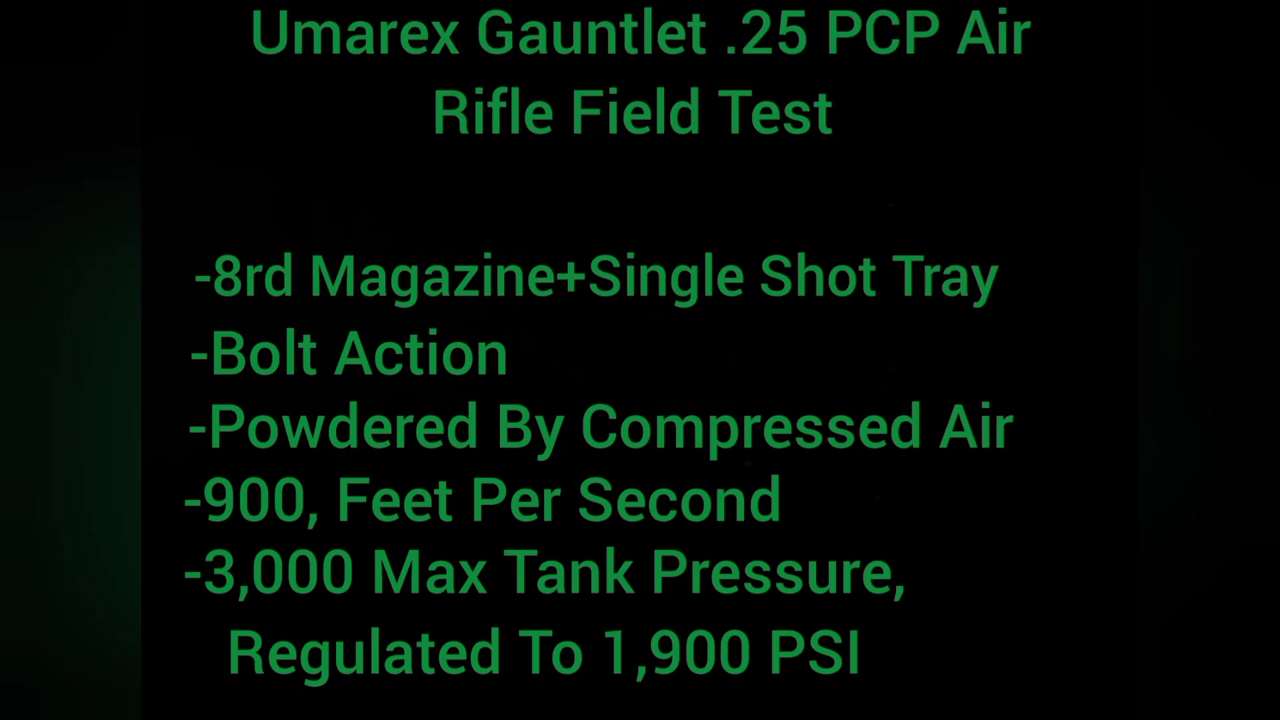 Umarex Gauntlet .25 PCP Air
Rifle Field Test
-8rd Magazine+Single Shot Tray
-Bolt Action
-Powdered By Compressed Air
-900, Feet Per Second
-3,000 Max Tank Pressure,
Regulated To 1,900 PSI